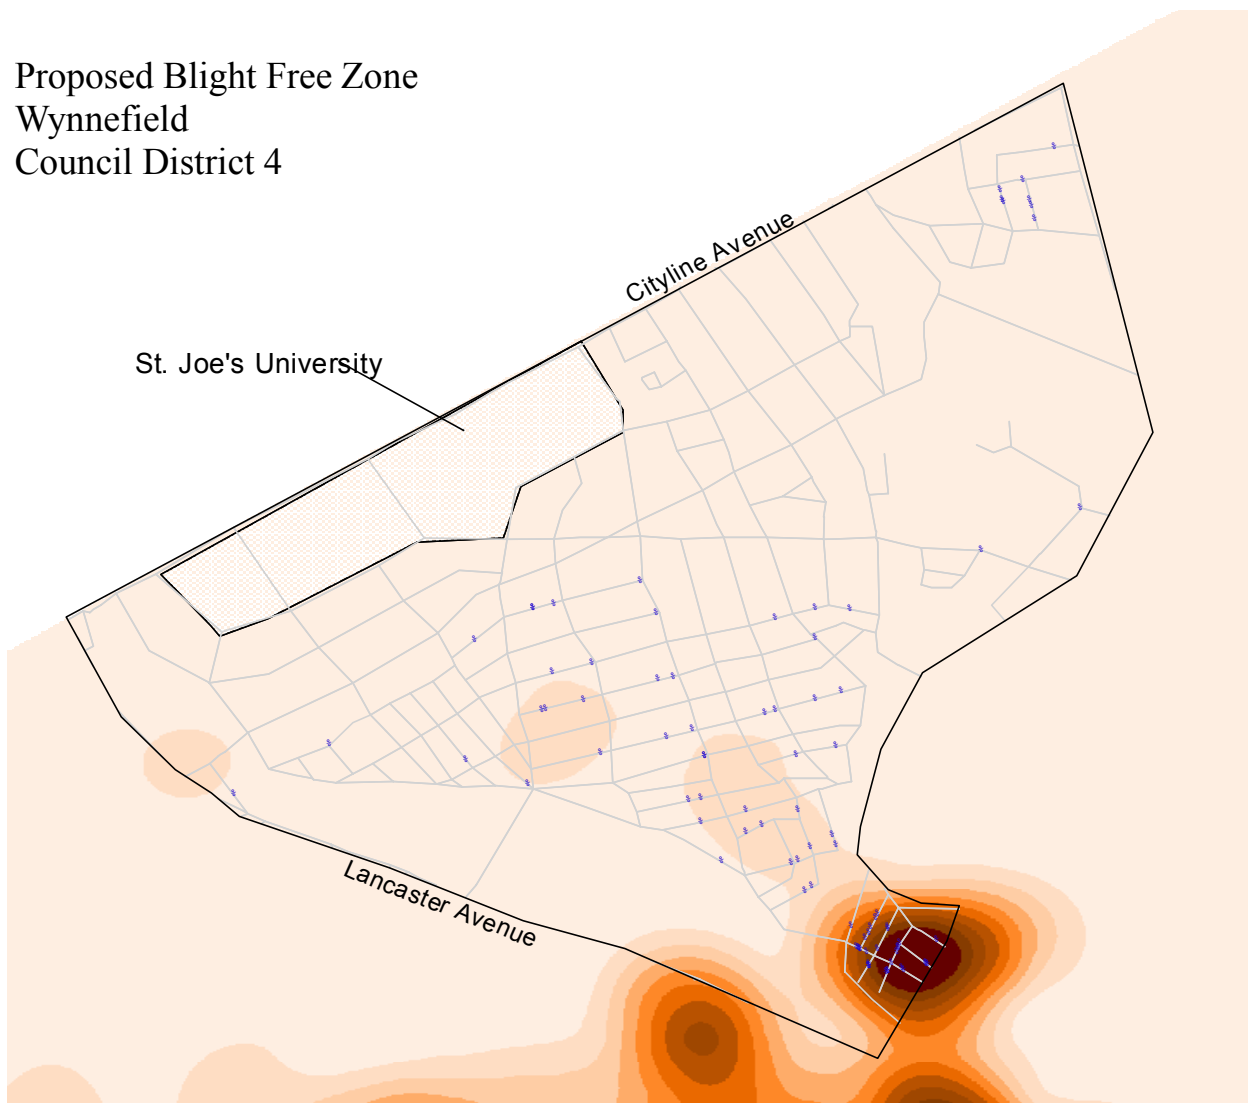 Proposed Blight Free Zone
Wynnefield
Council District 4
Cityline Avenue
St. Joe's University
Lancaster Avenue